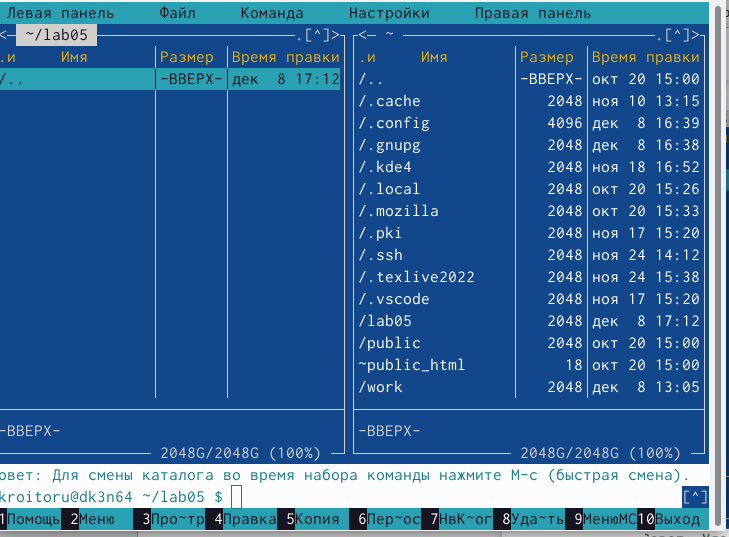 Левая панель Файл Команда Настройки Правая панель
<─ ~/lab05 .[^]> <─ ~ .[^]>
.и Имя Размер Время правки .и Имя Размер Время правки
/.. -ВВЕРХ- дек 8 17:12 /.. -ВВЕРХ- окт 20 15:00
/.cache 2048 ноя 10 13:15
/.config 4096 дек 8 16:39
/.gnupg 2048 дек 8 16:38
/.kde4 2048 ноя 18 16:52
/.local 2048 окт 20 15:26
/.mozilla 2048 окт 20 15:33
/.pki 2048 ноя 17 15:20
/.ssh 2048 ноя 24 14:12
/.texlive2022 2048 ноя 24 15:38
/.vscode 2048 ноя 17 15:20
/lab05 2048 дек 8 17:12
/public 2048 окт 20 15:00
~public_html 18 окт 20 15:00
/work 2048 дек 8 13:05
-ВВЕРХ- -ВВЕРХ-
2048G/2048G (100%) 2048G/2048G (100%)
овет: Для смены каталога во время набора команды нажмите M-c (быстрая смена).
kroitoru@dk3n64 ~/lab05 $ [^]
1Помощь 2Меню 3Про~тр 4Правка 5Копия 6Пер~ос 7НвК~ог 8Уда~ть 9МенюМС 10Выход